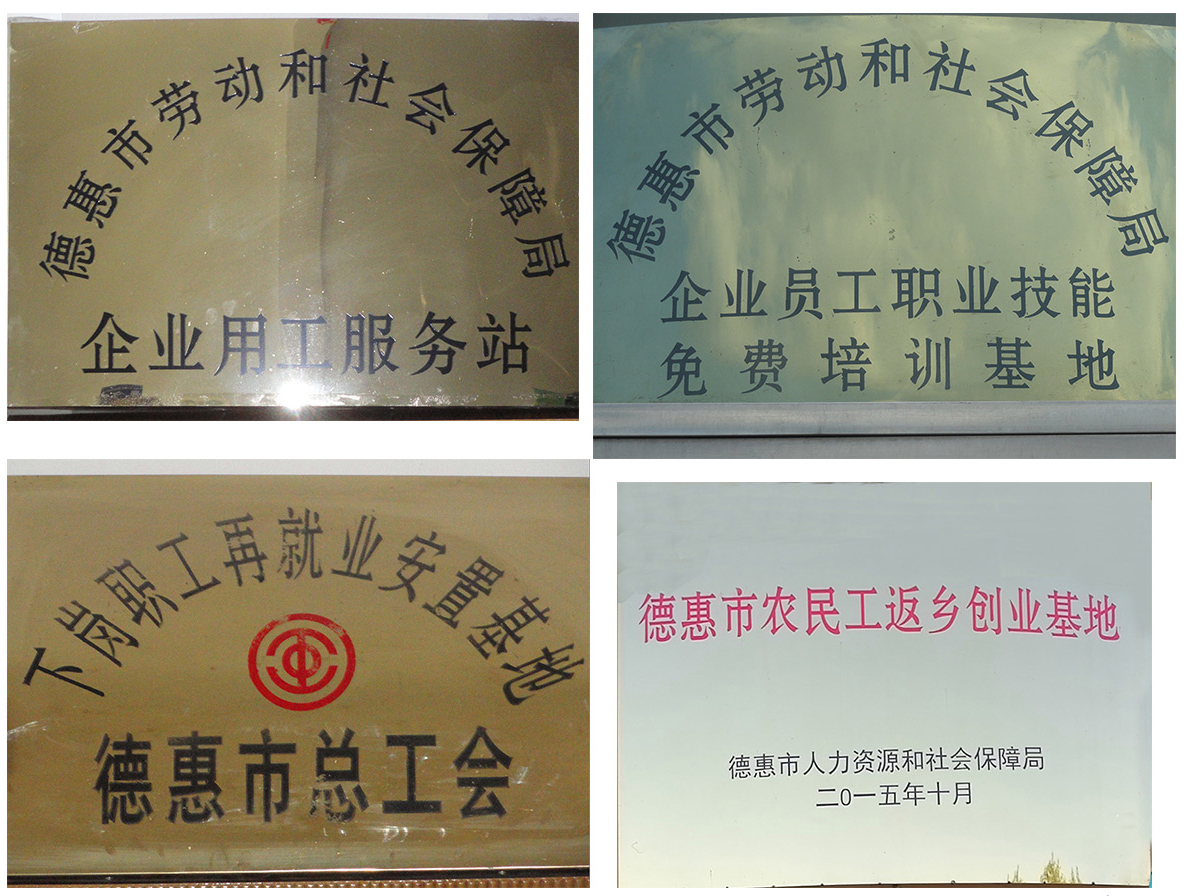 德惠市劳动和社会保障局
企业用工服务站
德惠市劳动和社会保障局
企业员工职业技能
免费培训基地
下岗职工再就业安置基地
德惠市总工会
德惠市农民工返乡创业基地
德惠市人力资源和社会保障局
二0一五年十月